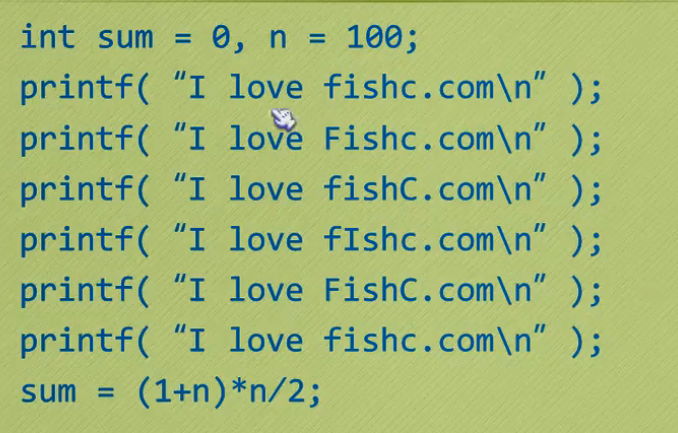 int sum = 0, n = 100;
printf( “I love fishc.com\n” );
printf( “I love Fishc.com\n” );
printf( “I love fishC.com\n” );
printf( “I love fIshc.com\n” );
printf( “I love FishC.com\n” );
printf( “I love fishc.com\n” );
sum = (1+n)*n/2;